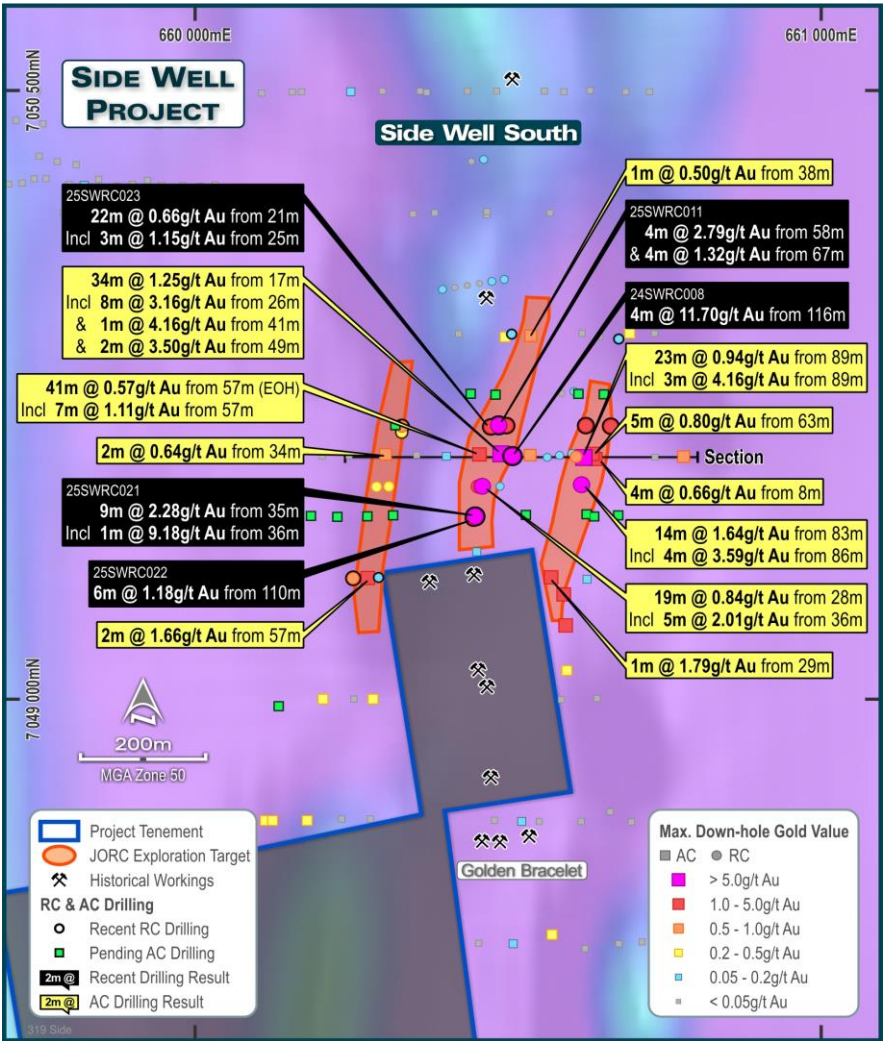 660 000mE
661 000mE
7 050 500mN
SIDE WELL
PROJECT
Side Well South
25SWRC023
22m @ 0.66g/t Au from 21m
Incl 3m @ 1.15g/t Au from 25m
34m @ 1.25g/t Au from 17m
Incl 8m @ 3.16g/t Au from 26m
& 1m @ 4.16g/t Au from 41m
& 2m @ 3.50g/t Au from 49m
41m @ 0.57g/t Au from 57m (EOH)
Incl 7m @ 1.11g/t Au from 57m
2m @ 0.64g/t Au from 34m
25SWRC021
9m @ 2.28g/t Au from 35m
Incl 1m @ 9.18g/t Au from 36m
25SWRC022
6m @ 1.18g/t Au from 110m
2m @ 1.66g/t Au from 57m
1m @ 0.50g/t Au from 38m
25SWRC011
4m @ 2.79g/t Au from 58m
& 4m @ 1.32g/t Au from 67m
24SWRC008
4m @ 11.70g/t Au from 116m
23m @ 0.94g/t Au from 89m
Incl 3m @ 4.16g/t Au from 89m
5m @ 0.80g/t Au from 63m
Section
4m @ 0.66g/t Au from 8m
14m @ 1.64g/t Au from 83m
Incl 4m @ 3.59g/t Au from 86m
19m @ 0.84g/t Au from 28m
Incl 5m @ 2.01g/t Au from 36m
1m @ 1.79g/t Au from 29m
7 049 000mN
N
200m
MGA Zone 50
Golden Bracelet
Project Tenement
JORC Exploration Target
Historical Workings
RC & AC Drilling
Recent RC Drilling
Pending AC Drilling
2m @ Recent Drilling Result
2m @ AC Drilling Result
319 Side
Max. Down-hole Gold Value
AC RC
> 5.0g/t Au
1.0 - 5.0g/t Au
0.5 - 1.0g/t Au
0.2 - 0.5g/t Au
0.05 - 0.2g/t Au
< 0.05g/t Au